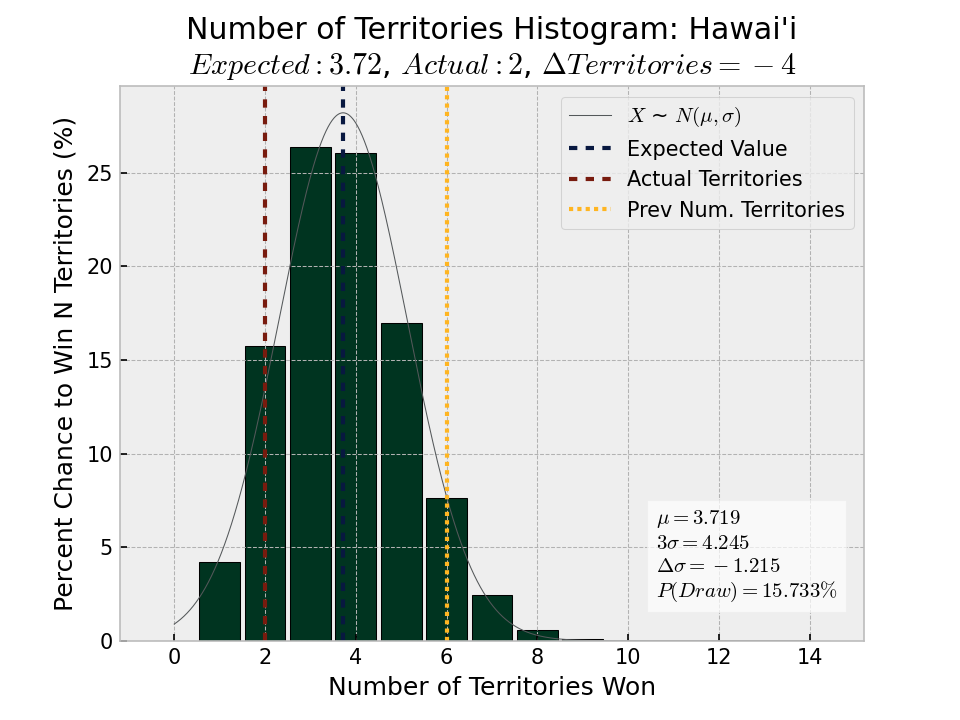 Number of Territories Histogram: Hawai'i
Expected: 3.72, Actual: 2, ΔTerritories = −4
Percent Chance to Win N Territories (%)
25
20
15
10
5
0
X ~ N(μ, σ)
Expected Value
Actual Territories
Prev Num. Territories
μ = 3.719
3σ = 4.245
Δσ = −1.215
P(Draw) = 15.733%
0 2 4 6 8 10 12 14
Number of Territories Won